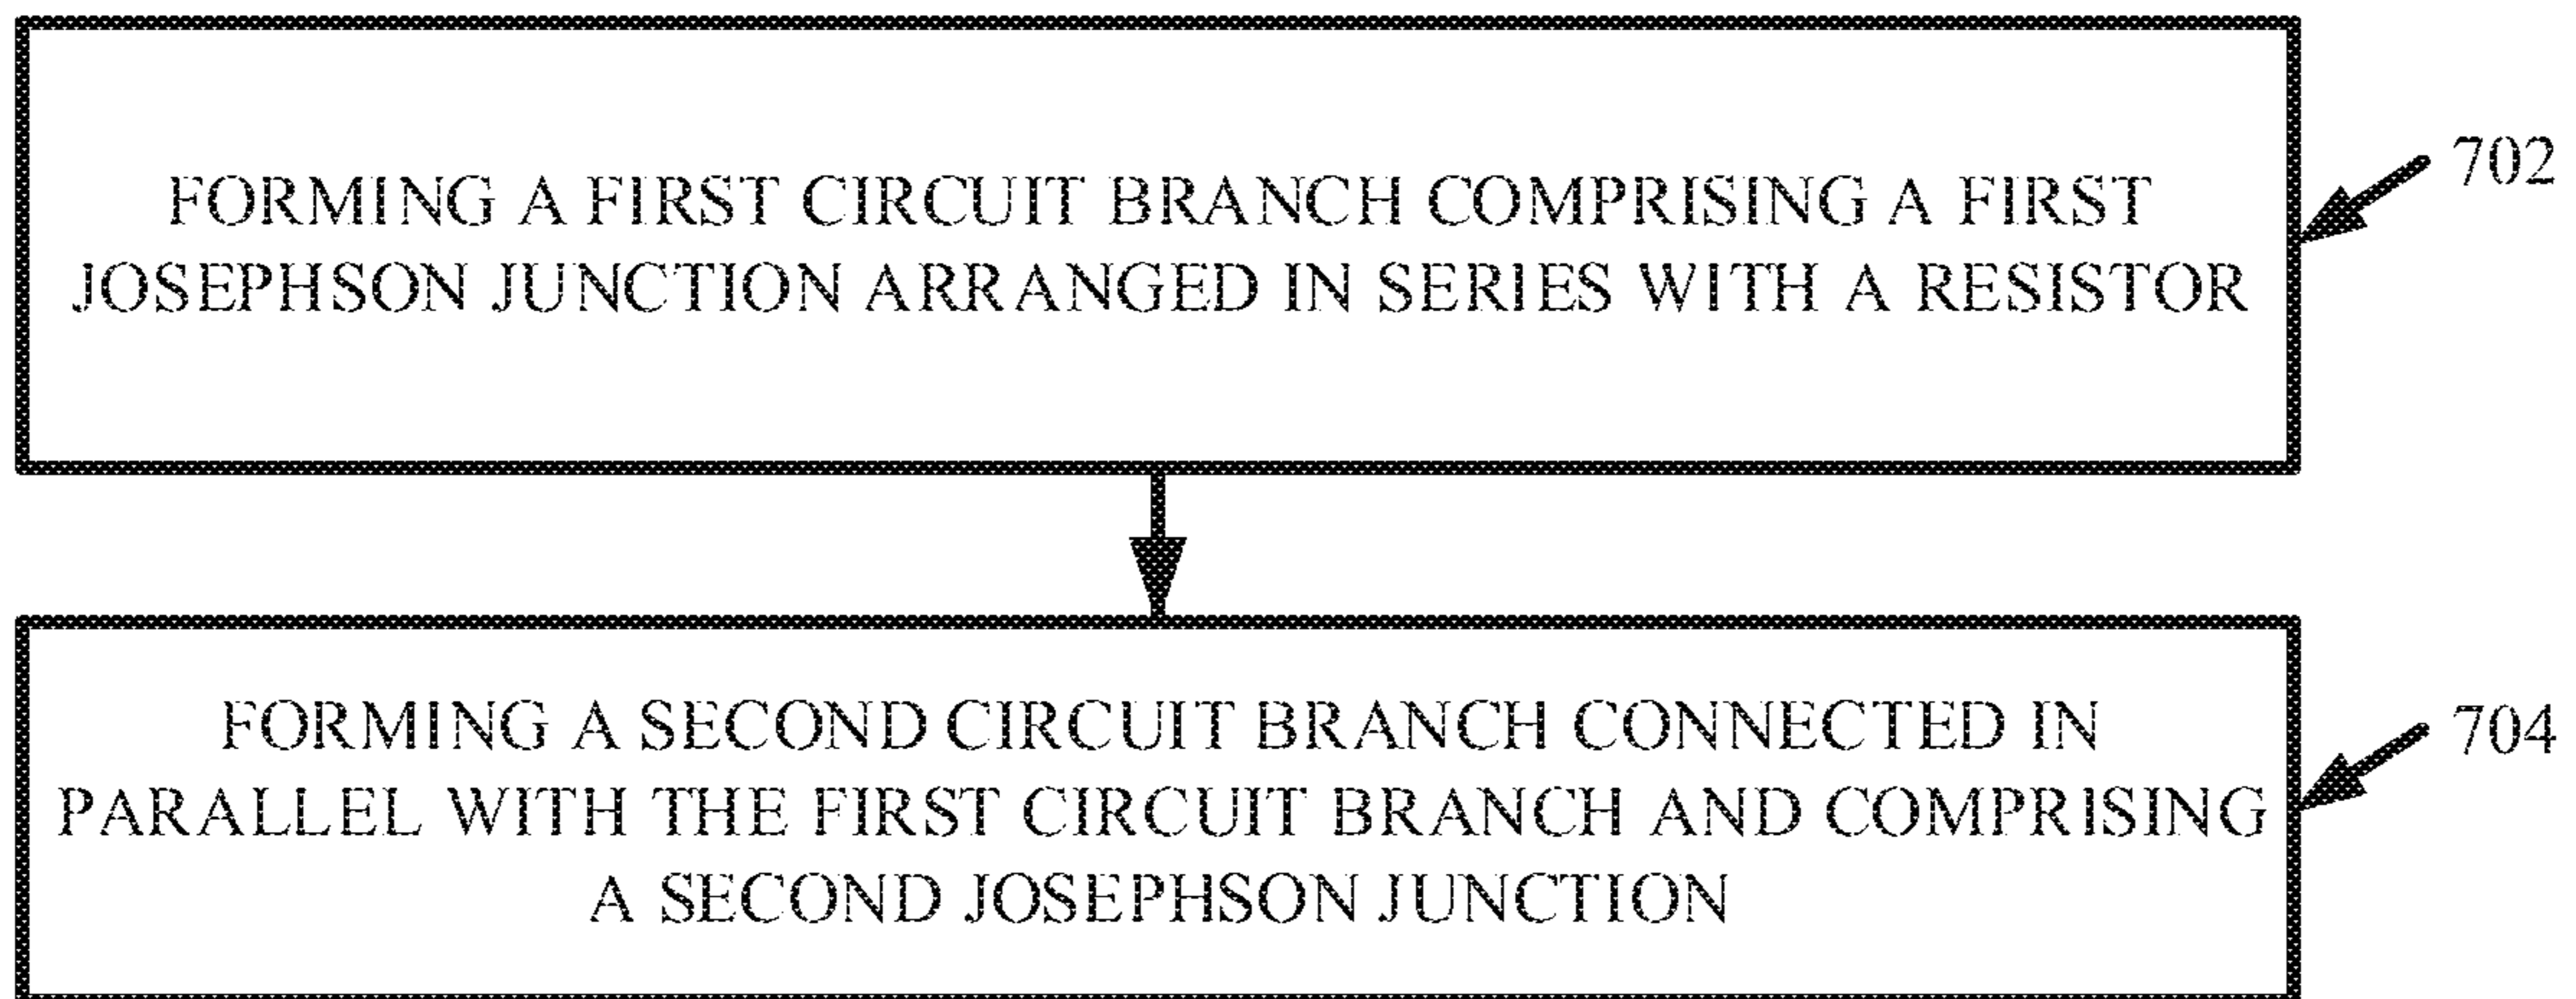 FORMING A FIRST CIRCUIT BRANCH COMPRISING A FIRST
JOSEPHSON JUNCTION ARRANGED IN SERIES WITH A RESISTOR
702
FORMING A SECOND CIRCUIT BRANCH CONNECTED IN
PARALLEL WITH THE FIRST CIRCUIT BRANCH AND COMPRISING
A SECOND JOSEPHSON JUNCTION
704